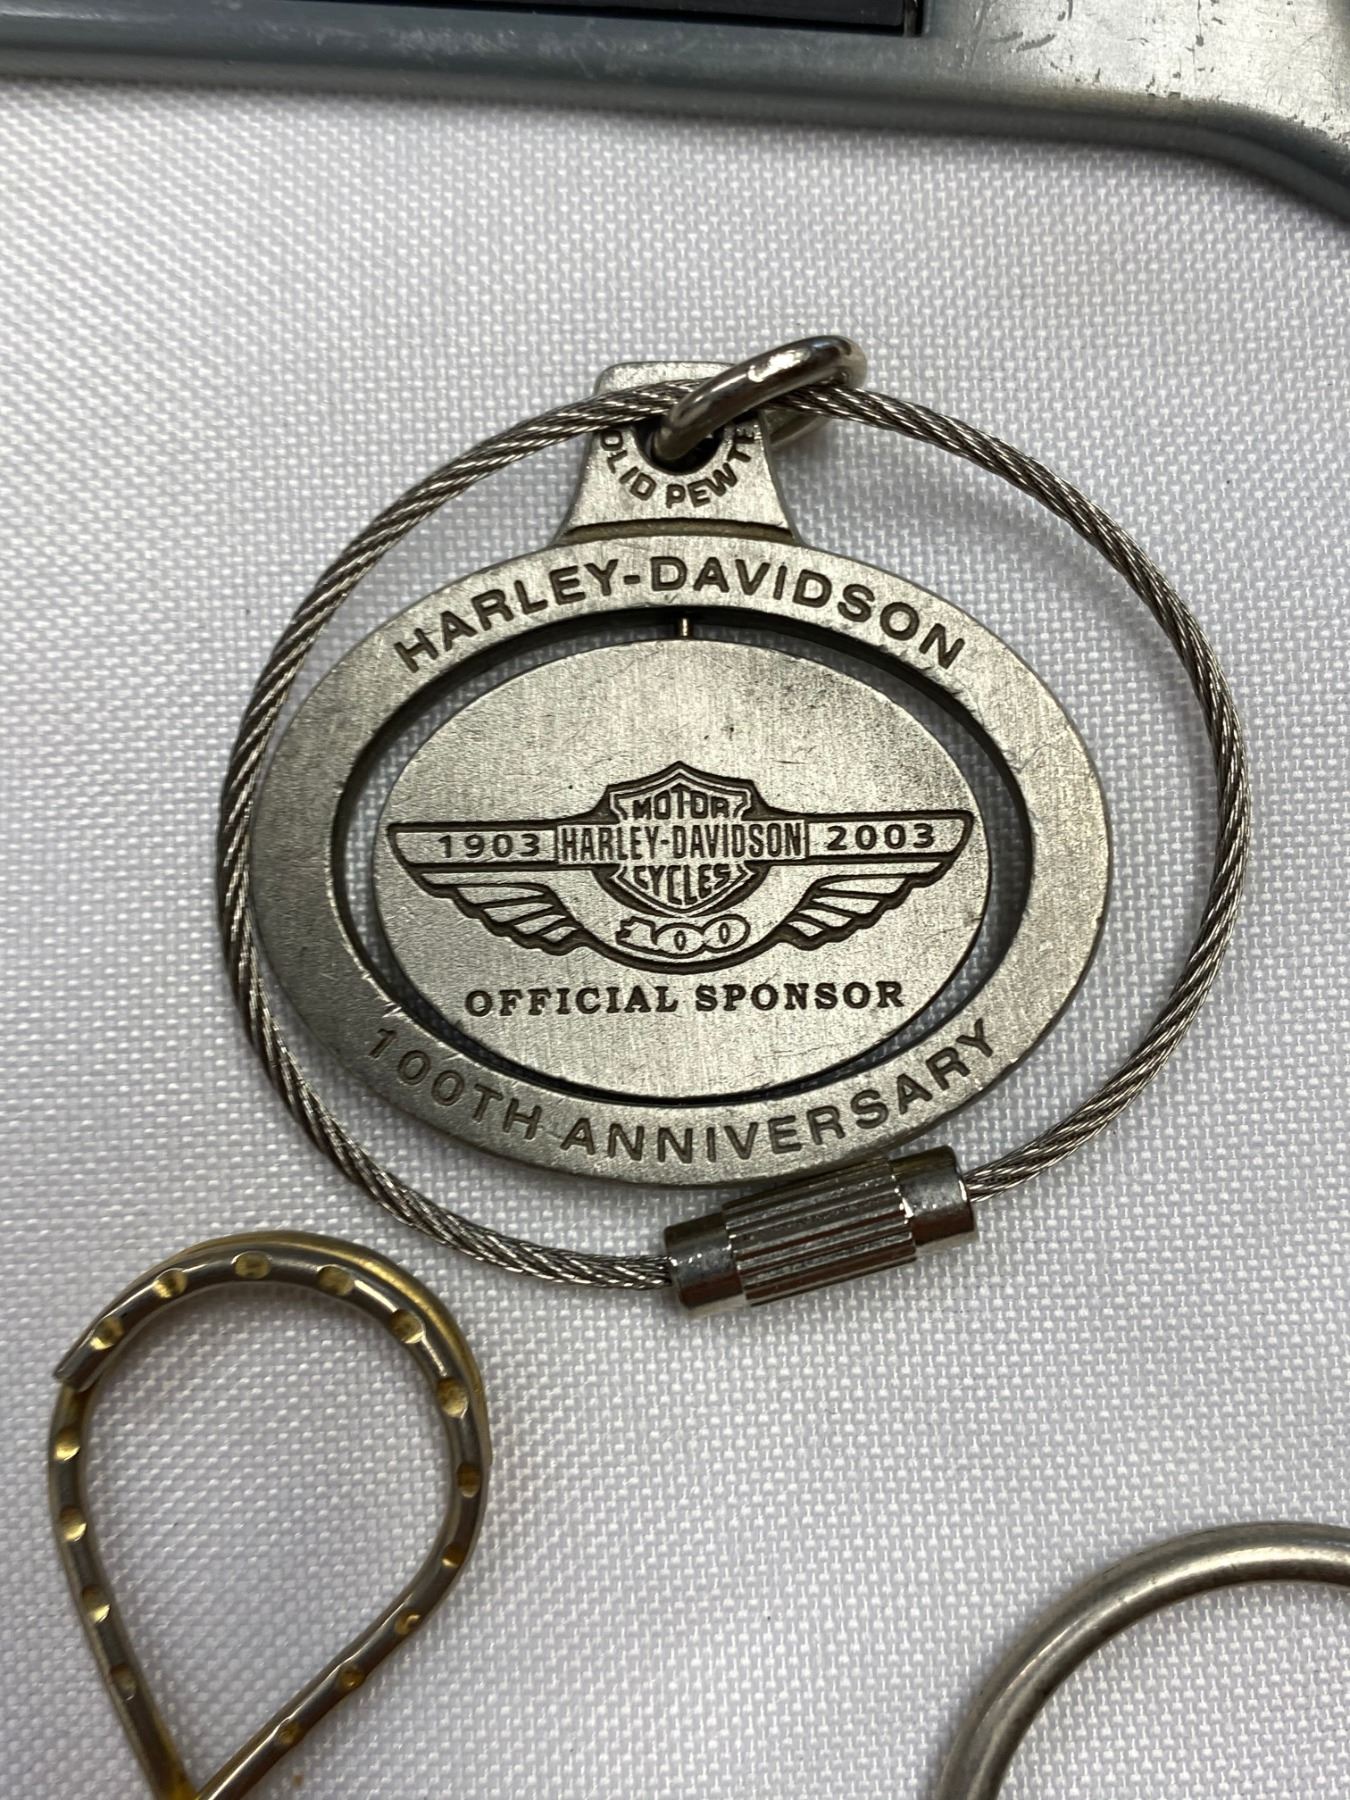 OLID PEWTE
HARLEY-DAVIDSON
MOTOR
1903 HARLEY-DAVIDSON 2003
CYCLES
100
OFFICIAL SPONSOR
100TH ANNIVERSARY